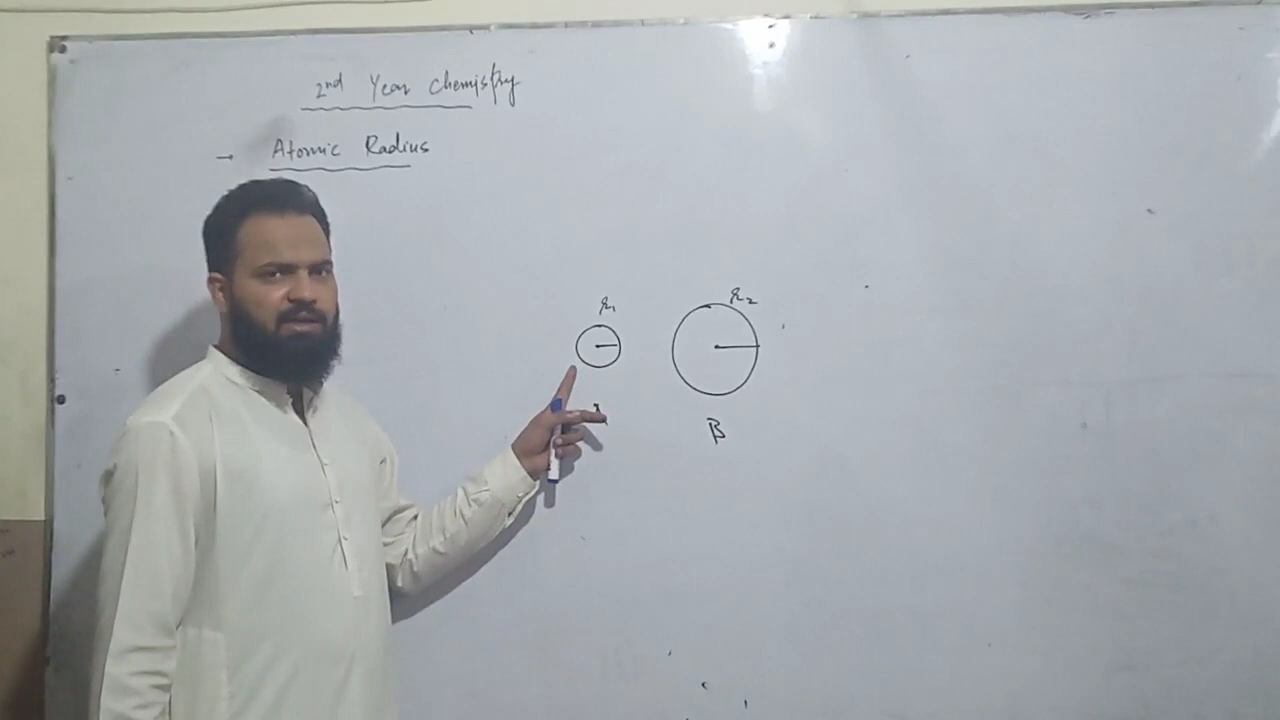 2nd Year Chemistry
→ Atomic Radius
r1 r2
B